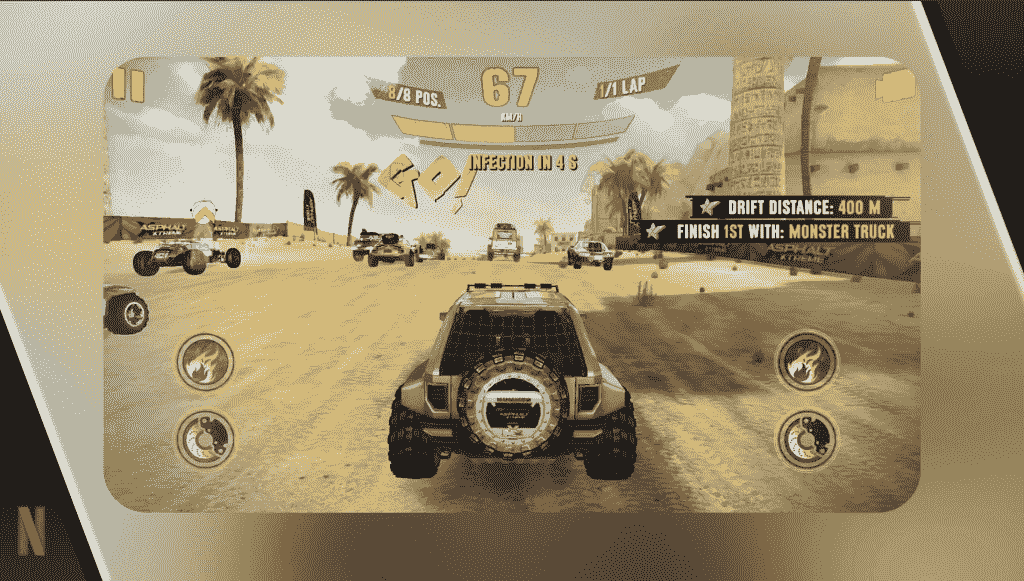 67
8/8 POS.
1/1 LAP
KM/H
GO!
INFECTION IN 4 S
DRIFT DISTANCE: 400 M
FINISH 1ST WITH: MONSTER TRUCK
ASPHALT
XTREME
ASPHALT
ASPHALT
XTREME
N